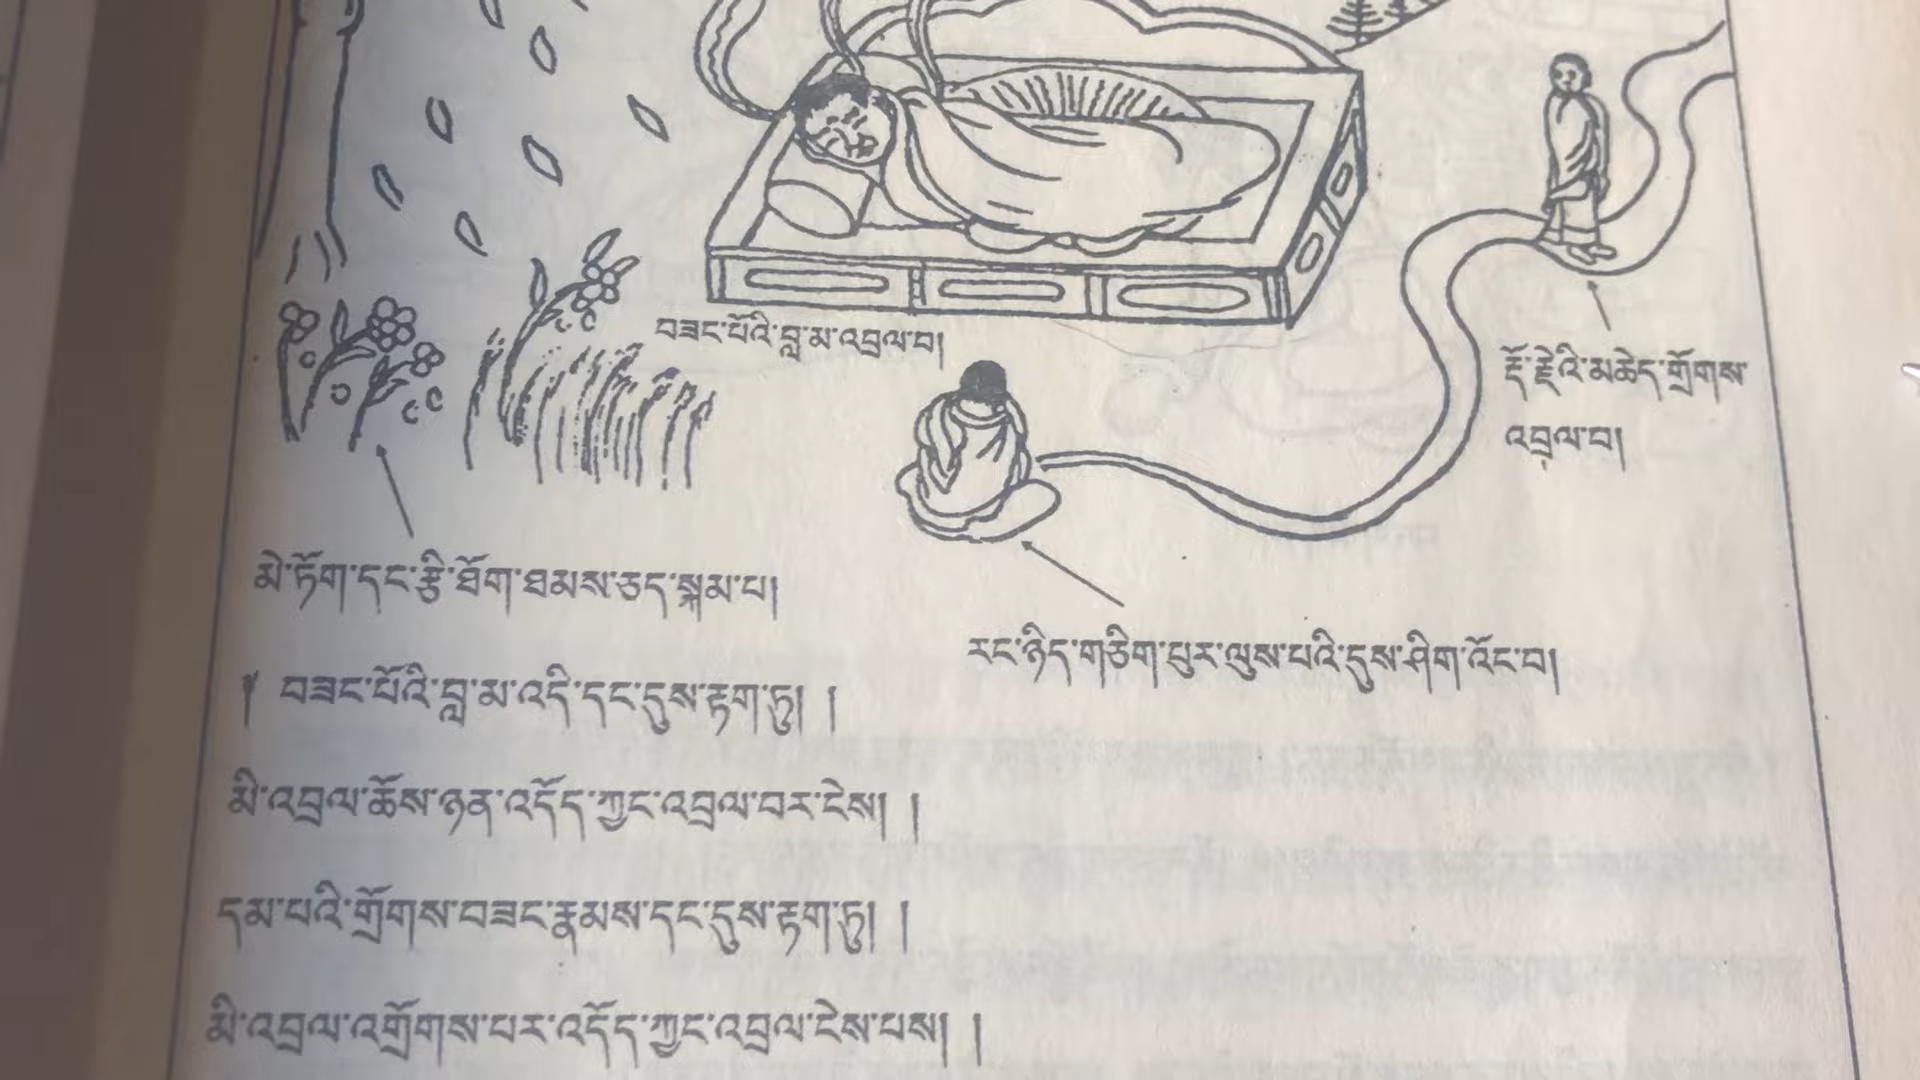 བཟང་པོའི་བླ་མ་འབྲལ་བ།
རྡོ་རྗེའི་མཆེད་གྲོགས་
འབྲལ་བ།
མེ་ཏོག་དང་རྩི་ཐོག་ཐམས་ཅད་སྐམ་པ།
རང་ཉིད་གཅིག་པུར་ལུས་པའི་དུས་ཤིག་འོང་བ།
། བཟང་པོའི་བླ་མ་འདི་དང་དུས་རྟག་ཏུ། །
མི་འབྲལ་ཆོས་ཉན་འདོད་ཀྱང་འབྲལ་བར་ངེས། །
དམ་པའི་གྲོགས་བཟང་རྣམས་དང་དུས་རྟག་ཏུ། །
མི་འབྲལ་འགྲོགས་པར་འདོད་ཀྱང་འབྲལ་ངེས་པས། །